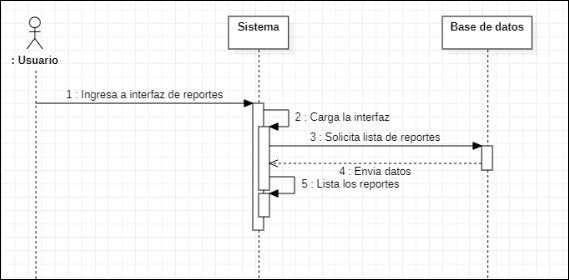 Sistema
Base de datos
: Usuario
1 : Ingresa a interfaz de reportes
2 : Carga la interfaz
3 : Solicita lista de reportes
4 : Envia datos
5 : Lista los reportes